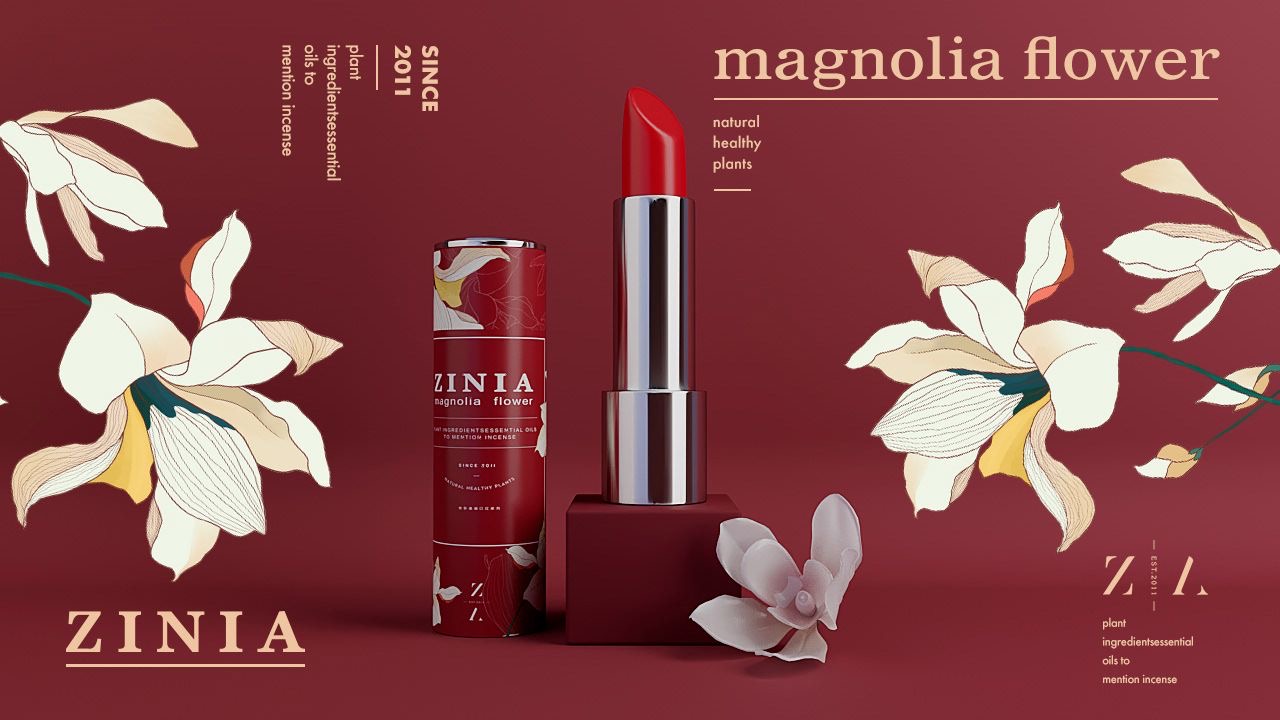 SINCE
2011
plant
ingredientsessential
oils to
mention incense
magnolia flower
natural
healthy
plants
ZINIA
magnolia flower
PLANT INGREDIENTSESSENTIAL OILS
TO MENTION INCENSE
SINCE 2011
NATURAL HEALTHY PLANTS
Z
A
ZINIA
Z A
EST.2011
plant
ingredientsessential
oils to
mention incense